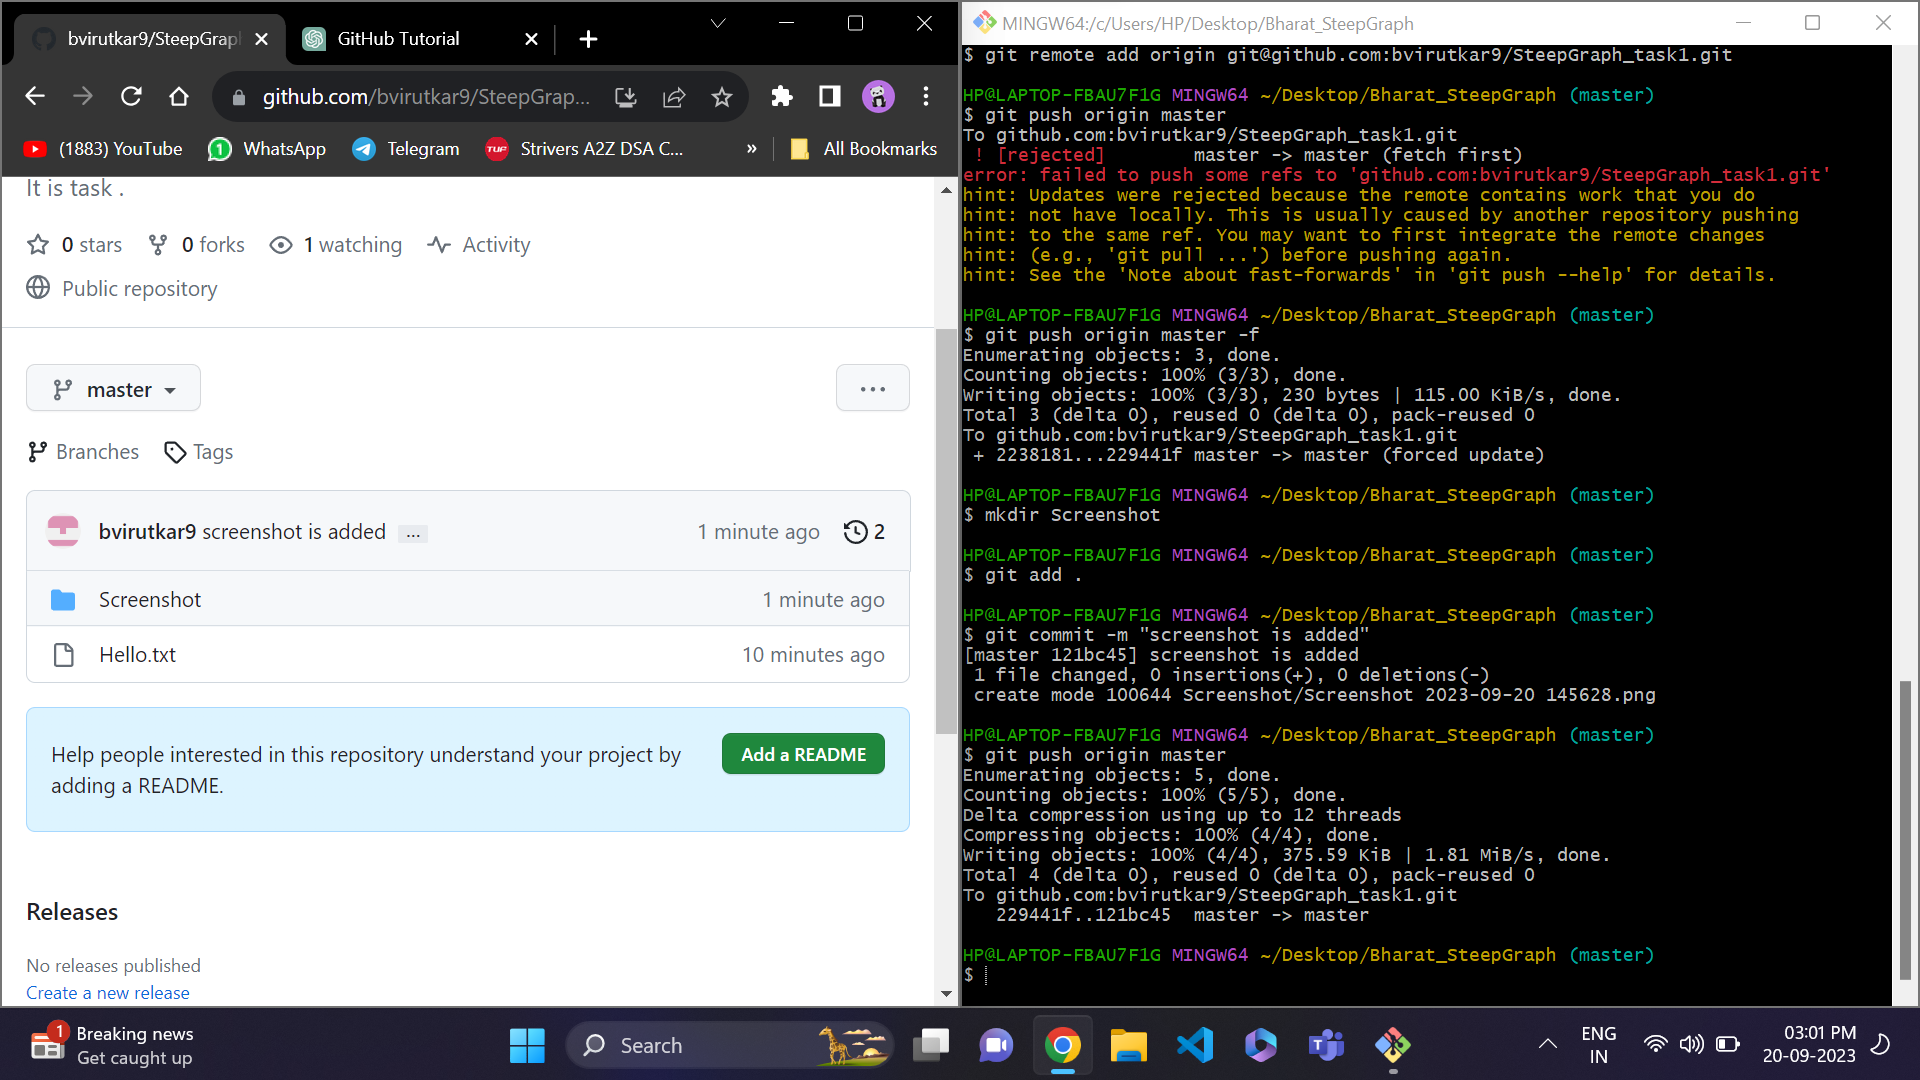 bvirutkar9/SteepGrap
GitHub Tutorial
github.com/bvirutkar9/SteepGrap...
(1883) YouTube
WhatsApp
Telegram
TUF
Strivers A2Z DSA C...
»
All Bookmarks
It is task .
0 stars
0 forks
1 watching
Activity
Public repository
master
...
Branches
Tags
bvirutkar9 screenshot is added ...
1 minute ago
2
Screenshot
1 minute ago
Hello.txt
10 minutes ago
Help people interested in this repository understand your project by
adding a README.
Add a README
Releases
No releases published
Create a new release
MINGW64:/c/Users/HP/Desktop/Bharat_SteepGraph
$ git remote add origin git@github.com:bvirutkar9/SteepGraph_task1.git
HP@LAPTOP-FBAU7F1G MINGW64 ~/Desktop/Bharat_SteepGraph (master)
$ git push origin master
To github.com:bvirutkar9/SteepGraph_task1.git
 ! [rejected]        master -> master (fetch first)
error: failed to push some refs to 'github.com:bvirutkar9/SteepGraph_task1.git'
hint: Updates were rejected because the remote contains work that you do
hint: not have locally. This is usually caused by another repository pushing
hint: to the same ref. You may want to first integrate the remote changes
hint: (e.g., 'git pull ...') before pushing again.
hint: See the 'Note about fast-forwards' in 'git push --help' for details.
HP@LAPTOP-FBAU7F1G MINGW64 ~/Desktop/Bharat_SteepGraph (master)
$ git push origin master -f
Enumerating objects: 3, done.
Counting objects: 100% (3/3), done.
Writing objects: 100% (3/3), 230 bytes | 115.00 KiB/s, done.
Total 3 (delta 0), reused 0 (delta 0), pack-reused 0
To github.com:bvirutkar9/SteepGraph_task1.git
 + 2238181...229441f master -> master (forced update)
HP@LAPTOP-FBAU7F1G MINGW64 ~/Desktop/Bharat_SteepGraph (master)
$ mkdir Screenshot
HP@LAPTOP-FBAU7F1G MINGW64 ~/Desktop/Bharat_SteepGraph (master)
$ git add .
HP@LAPTOP-FBAU7F1G MINGW64 ~/Desktop/Bharat_SteepGraph (master)
$ git commit -m "screenshot is added"
[master 121bc45] screenshot is added
 1 file changed, 0 insertions(+), 0 deletions(-)
 create mode 100644 Screenshot/Screenshot 2023-09-20 145628.png
HP@LAPTOP-FBAU7F1G MINGW64 ~/Desktop/Bharat_SteepGraph (master)
$ git push origin master
Enumerating objects: 5, done.
Counting objects: 100% (5/5), done.
Delta compression using up to 12 threads
Compressing objects: 100% (4/4), done.
Writing objects: 100% (4/4), 375.59 KiB | 1.81 MiB/s, done.
Total 4 (delta 0), reused 0 (delta 0), pack-reused 0
To github.com:bvirutkar9/SteepGraph_task1.git
   229441f..121bc45  master -> master
HP@LAPTOP-FBAU7F1G MINGW64 ~/Desktop/Bharat_SteepGraph (master)
$
1
Breaking news
Get caught up
Search
ENG
IN
03:01 PM
20-09-2023